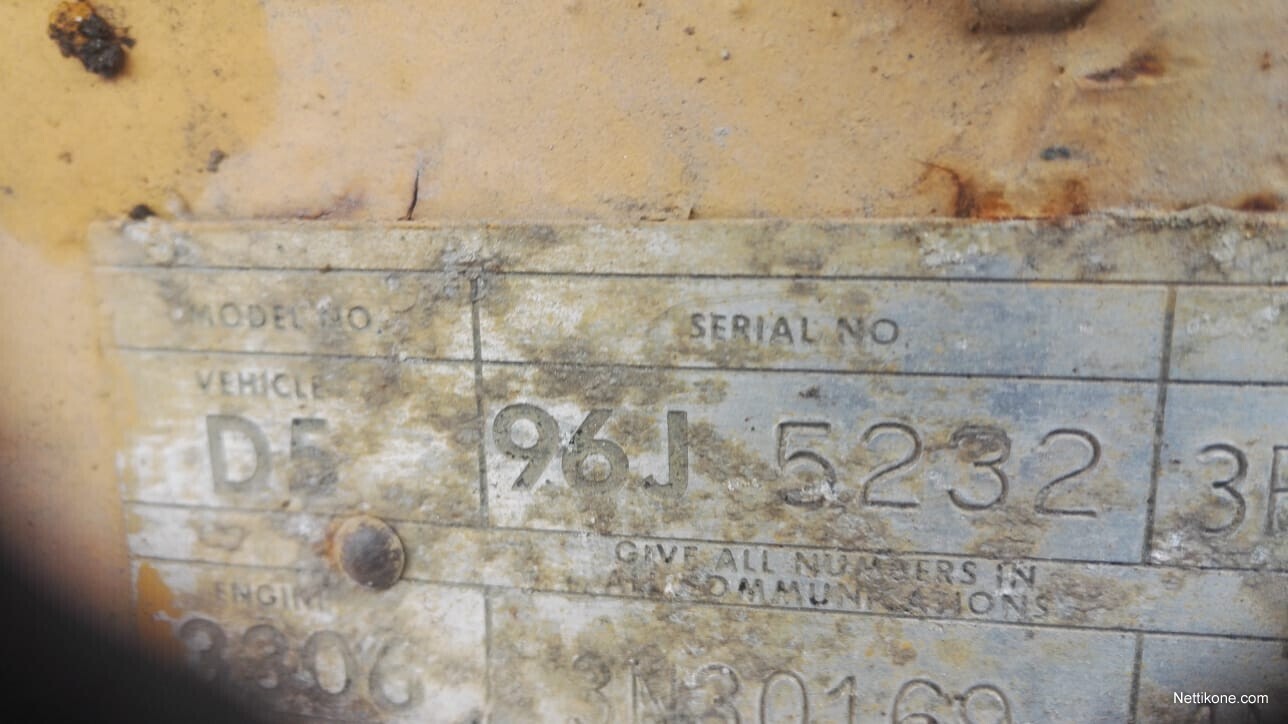 MODEL NO. SERIAL NO.
VEHICLE
D5 96J 5232
GIVE ALL NUMBERS IN
ALL COMMUNICATIONS
ENGINE
3306 3N30169
Nettikone.com